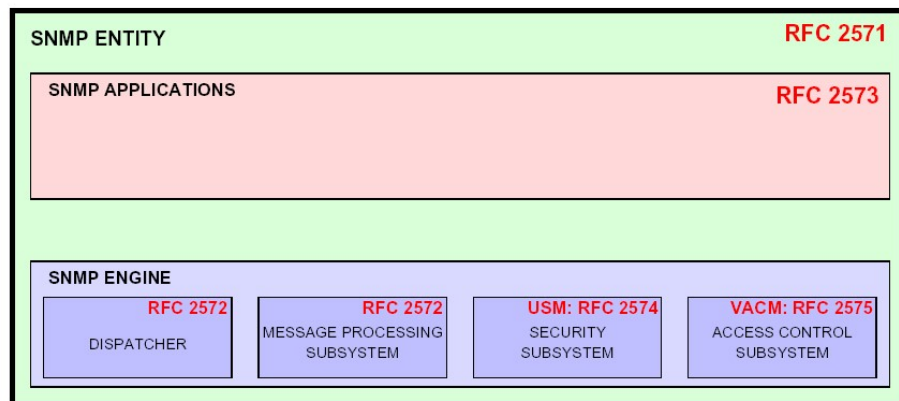 SNMP ENTITY
RFC 2571
SNMP APPLICATIONS
RFC 2573
SNMP ENGINE
RFC 2572
DISPATCHER
RFC 2572
MESSAGE PROCESSING
SUBSYSTEM
USM: RFC 2574
SECURITY
SUBSYSTEM
VACM: RFC 2575
ACCESS CONTROL
SUBSYSTEM